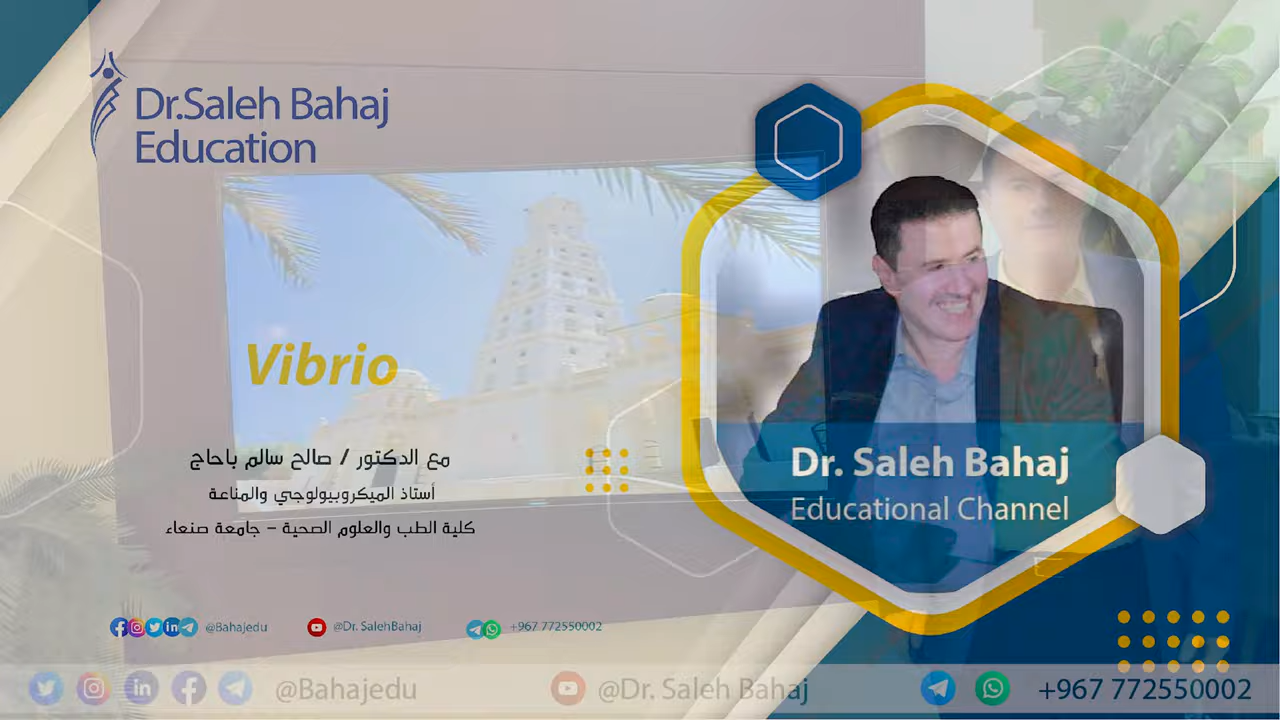 Dr.Saleh Bahaj
Education
Vibrio
مع الدكتور / صالح سالم باحاج
أستاذ الميكروبيولوجي والمناعة
كلية الطب والعلوم الصحية – جامعة صنعاء
Dr. Saleh Bahaj
Educational Channel
@Bahajedu @Dr. SalehBahaj +967 772550002
@Bahajedu @Dr. Saleh Bahaj +967 772550002